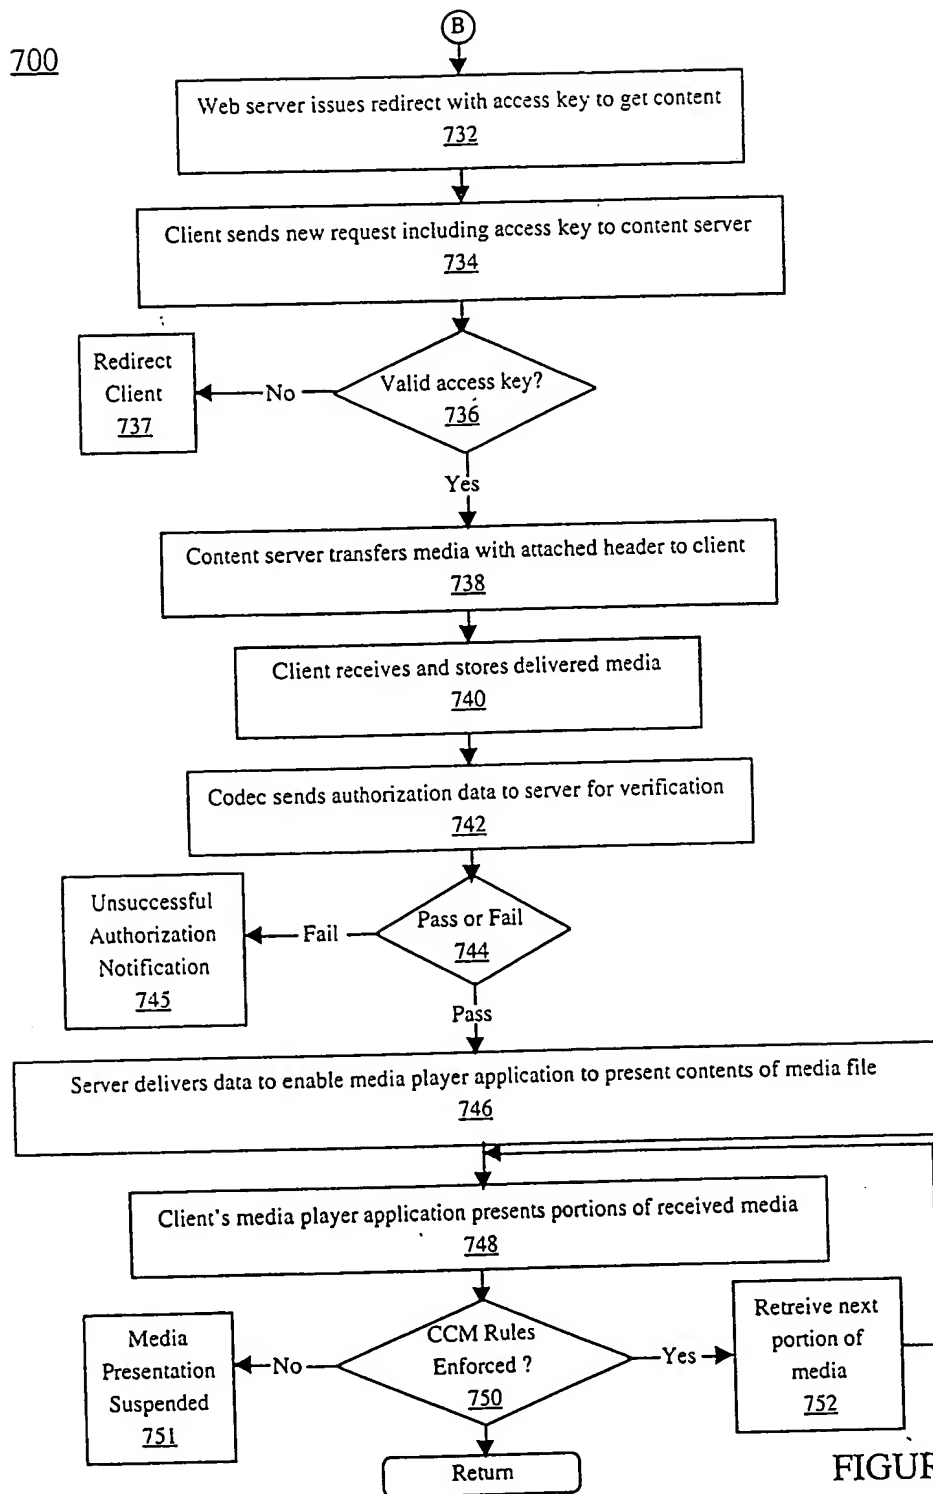 B
700
Web server issues redirect with access key to get content
732
Client sends new request including access key to content server
734
Valid access key?
736
No
Redirect
Client
737
Yes
Content server transfers media with attached header to client
738
Client receives and stores delivered media
740
Codec sends authorization data to server for verification
742
Pass or Fail
744
Fail
Unsuccessful
Authorization
Notification
745
Pass
Server delivers data to enable media player application to present contents of media file
746
Client's media player application presents portions of received media
748
CCM Rules
Enforced ?
750
No
Media
Presentation
Suspended
751
Yes
Retreive next
portion of
media
752
Return
FIGUR